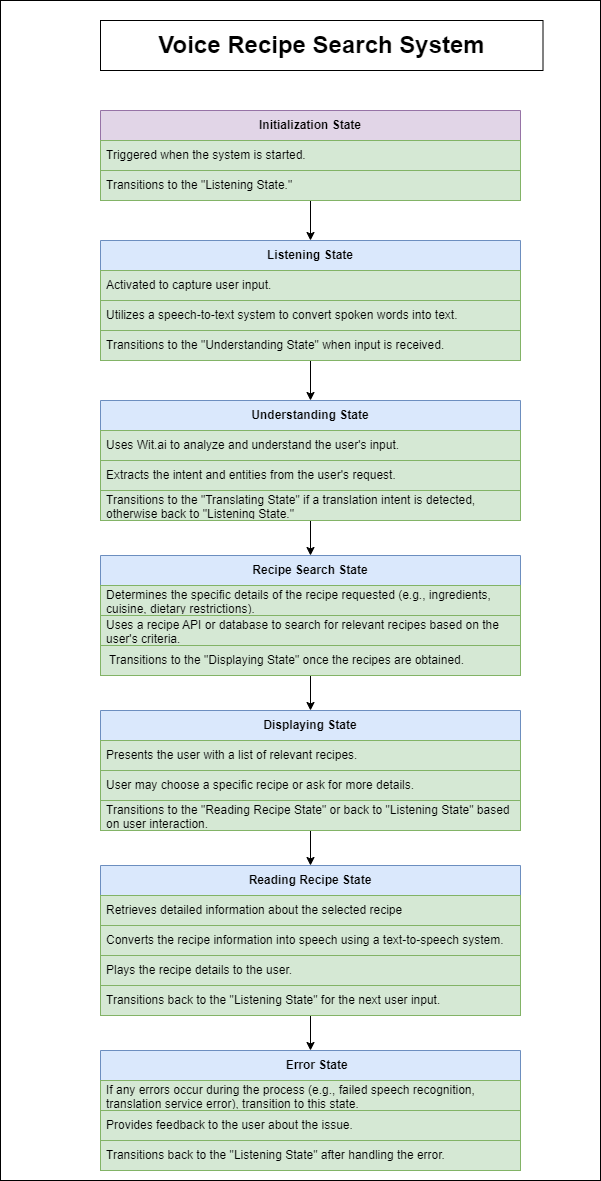 Voice Recipe Search System
Initialization State
Triggered when the system is started.
Transitions to the "Listening State."
Listening State
Activated to capture user input.
Utilizes a speech-to-text system to convert spoken words into text.
Transitions to the "Understanding State" when input is received.
Understanding State
Uses Wit.ai to analyze and understand the user's input.
Extracts the intent and entities from the user's request.
Transitions to the "Translating State" if a translation intent is detected,
otherwise back to "Listening State."
Recipe Search State
Determines the specific details of the recipe requested (e.g., ingredients,
cuisine, dietary restrictions).
Uses a recipe API or database to search for relevant recipes based on the
user's criteria.
Transitions to the "Displaying State" once the recipes are obtained.
Displaying State
Presents the user with a list of relevant recipes.
User may choose a specific recipe or ask for more details.
Transitions to the "Reading Recipe State" or back to "Listening State" based
on user interaction.
Reading Recipe State
Retrieves detailed information about the selected recipe
Converts the recipe information into speech using a text-to-speech system.
Plays the recipe details to the user.
Transitions back to the "Listening State" for the next user input.
Error State
If any errors occur during the process (e.g., failed speech recognition,
translation service error), transition to this state.
Provides feedback to the user about the issue.
Transitions back to the "Listening State" after handling the error.